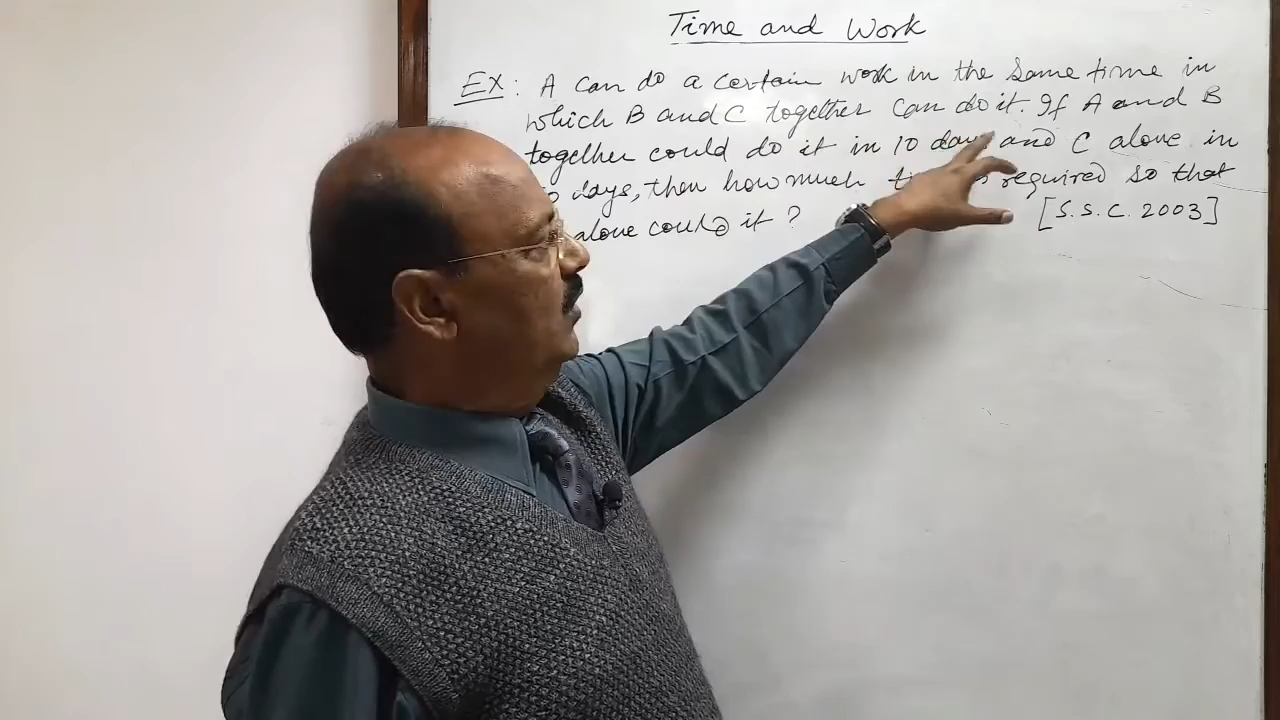 Time and Work
EX: A can do a certain work in the same time in
which B and C together can do it. If A and B
together could do it in 10 days and C alone in
days, then how much required so that
alone could it?
[S.S.C. 2003]